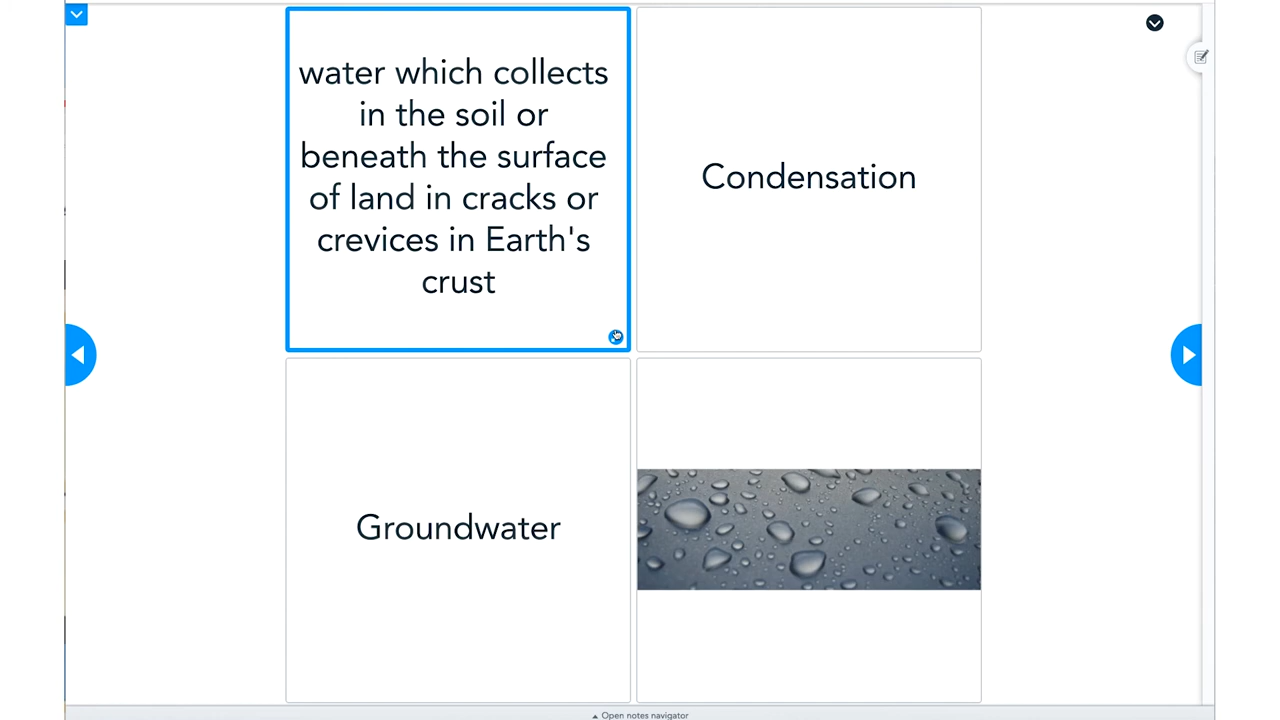 water which collects
in the soil or
beneath the surface
of land in cracks or
crevices in Earth's
crust
Condensation
Groundwater
Open notes navigator